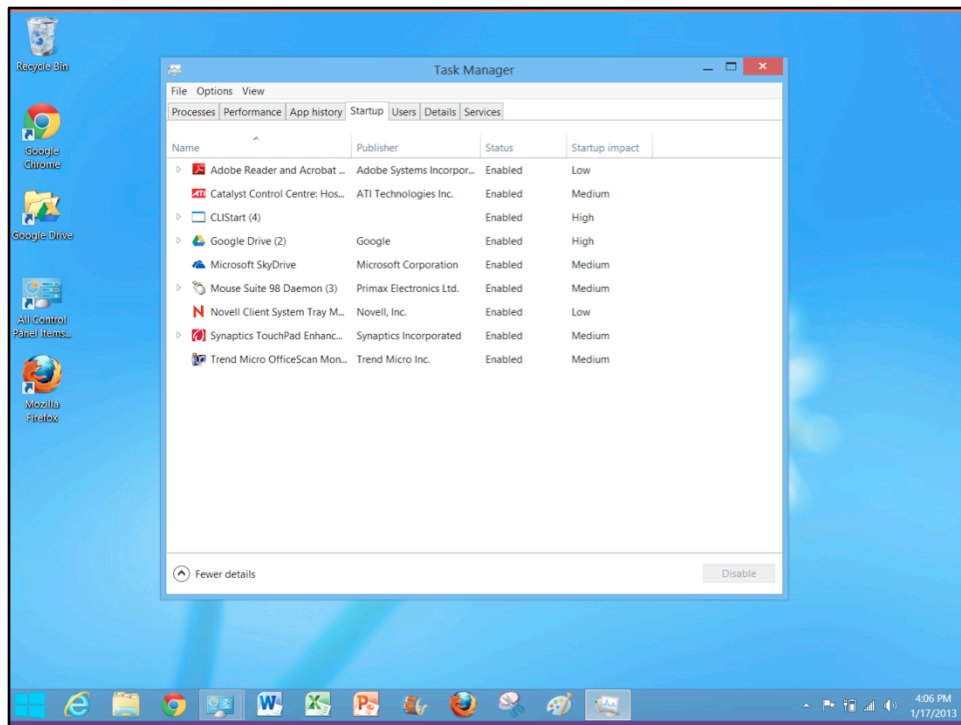 Recycle Bin
Google Chrome
Google Drive
All Control Panel Items...
Mozilla Firefox
Task Manager
File Options View
Processes Performance App history Startup Users Details Services
Name Publisher Status Startup impact
Adobe Reader and Acrobat ... Adobe Systems Incorpor... Enabled Low
ATI Catalyst Control Centre: Hos... ATI Technologies Inc. Enabled Medium
CLIStart (4) Enabled High
Google Drive (2) Google Enabled High
Microsoft SkyDrive Microsoft Corporation Enabled Medium
Mouse Suite 98 Daemon (3) Primax Electronics Ltd. Enabled Medium
Novell Client System Tray M... Novell, Inc. Enabled Low
Synaptics TouchPad Enhanc... Synaptics Incorporated Enabled Medium
Trend Micro OfficeScan Mon... Trend Micro Inc. Enabled Medium
Fewer details Disable
4:06 PM
1/17/2013